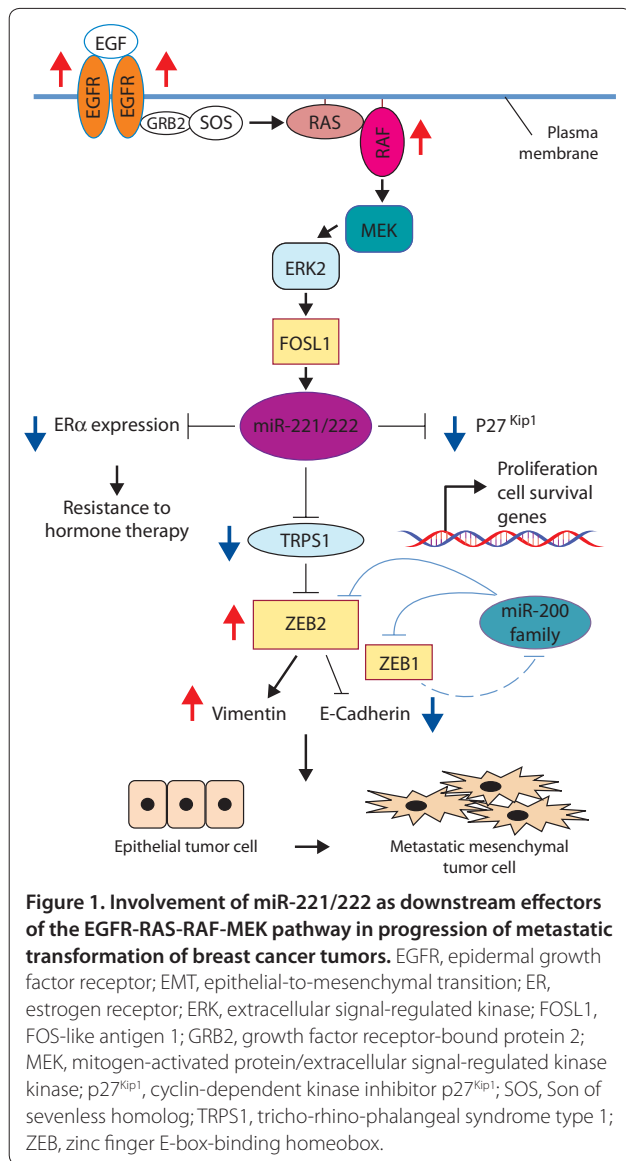 EGF
EGFR
EGFR
GRB2
SOS
RAS
RAF
Plasma
membrane
MEK
ERK2
FOSL1
ERα expression
miR-221/222
P27 Kip1
Resistance to
hormone therapy
Proliferation
cell survival
genes
TRPS1
ZEB2
miR-200
family
ZEB1
Vimentin
E-Cadherin
Epithelial tumor cell
Metastatic mesenchymal
tumor cell
Figure 1. Involvement of miR-221/222 as downstream effectors
of the EGFR-RAS-RAF-MEK pathway in progression of metastatic
transformation of breast cancer tumors. EGFR, epidermal growth
factor receptor; EMT, epithelial-to-mesenchymal transition; ER,
estrogen receptor; ERK, extracellular signal-regulated kinase; FOSL1,
FOS-like antigen 1; GRB2, growth factor receptor-bound protein 2;
MEK, mitogen-activated protein/extracellular signal-regulated kinase
kinase; p27Kip1, cyclin-dependent kinase inhibitor p27Kip1; SOS, Son of
sevenless homolog; TRPS1, tricho-rhino-phalangeal syndrome type 1;
ZEB, zinc finger E-box-binding homeobox.